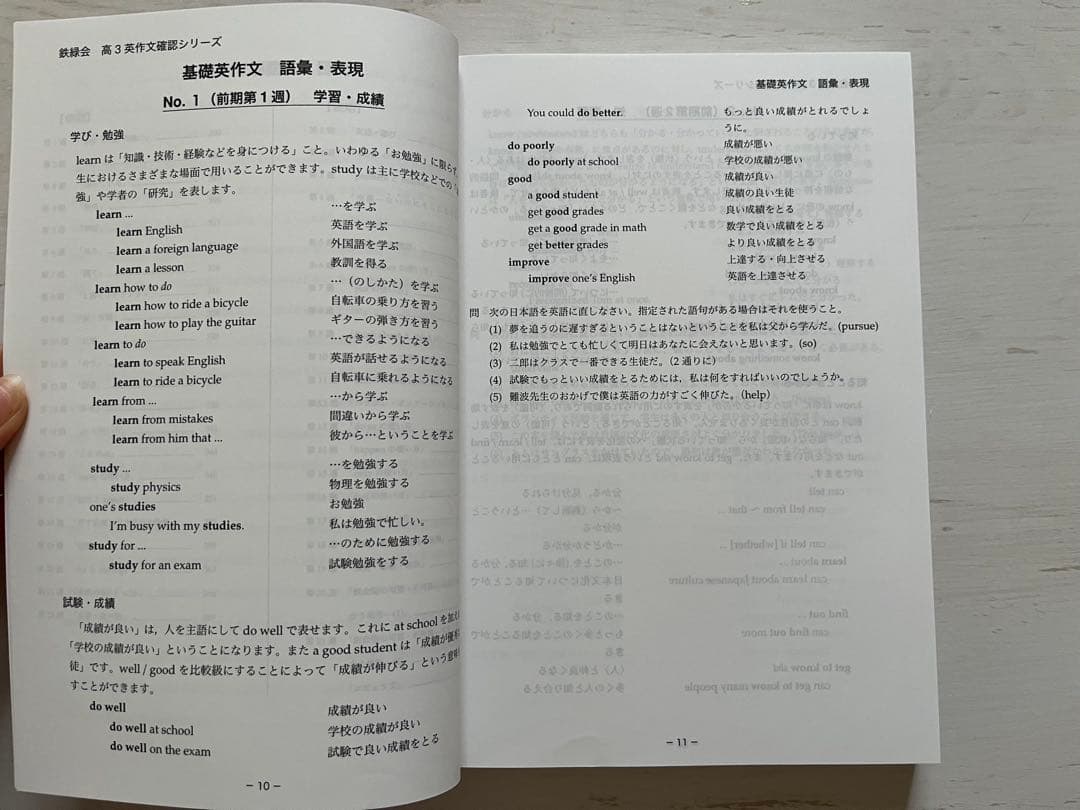 鉄緑会 高3英作文確認シリーズ
基礎英作文 語彙・表現
No. 1（前期第1週） 学習・成績
学び・勉強
learn は「知識・技術・経験などを身につける」こと。いわゆる「お勉強」に限らず
生におけるさまざまな場面で用いることができます。study は主に学校などでの
強」や学者の「研究」を表します。
learn ... …を学ぶ
learn English 英語を学ぶ
learn a foreign language 外国語を学ぶ
learn a lesson 教訓を得る
learn how to do …（のしかた）を学ぶ
learn how to ride a bicycle 自転車の乗り方を習う
learn how to play the guitar ギターの弾き方を習う
learn to do …できるようになる
learn to speak English 英語が話せるようになる
learn to ride a bicycle 自転車に乗れるようになる
learn from ... …から学ぶ
learn from mistakes 間違いから学ぶ
learn from him that ... 彼から…ということを学ぶ
study ... …を勉強する
study physics 物理を勉強する
one's studies お勉強
I'm busy with my studies. 私は勉強で忙しい。
study for ... …のために勉強する
study for an exam 試験勉強をする
試験・成績
「成績が良い」は，人を主語にして do well で表せます。これに at school を加え
「学校の成績が良い」ということになります。また a good student は「成績が優
徒」です。well / good を比較級にすることによって「成績が伸びる」という意味
すことができます。
do well 成績が良い
do well at school 学校の成績が良い
do well on the exam 試験で良い成績をとる
－10－
基礎英作文 語彙・表現
You could do better. もっと良い成績がとれるでしょ
うに。
do poorly 成績が悪い
do poorly at school 学校の成績が悪い
good 成績が良い
a good student 成績の良い生徒
get good grades 良い成績をとる
get a good grade in math 数学で良い成績をとる
get better grades より良い成績をとる
improve 上達する・向上させる
improve one's English 英語を上達させる
問 次の日本語を英語に直しなさい。指定された語句がある場合はそれを使うこと。
(1) 夢を追うのに遅すぎるということはないということを私は父から学んだ。(pursue)
(2) 私は勉強でとても忙しくて明日はあなたに会えないと思います。(so)
(3) 二郎はクラスで一番できる生徒だ。(2 通りに)
(4) 試験でもっといい成績をとるためには，私は何をすればいいのでしょうか。
(5) 難波先生のおかげで僕は英語の力がすごく伸びた。(help)
－11－